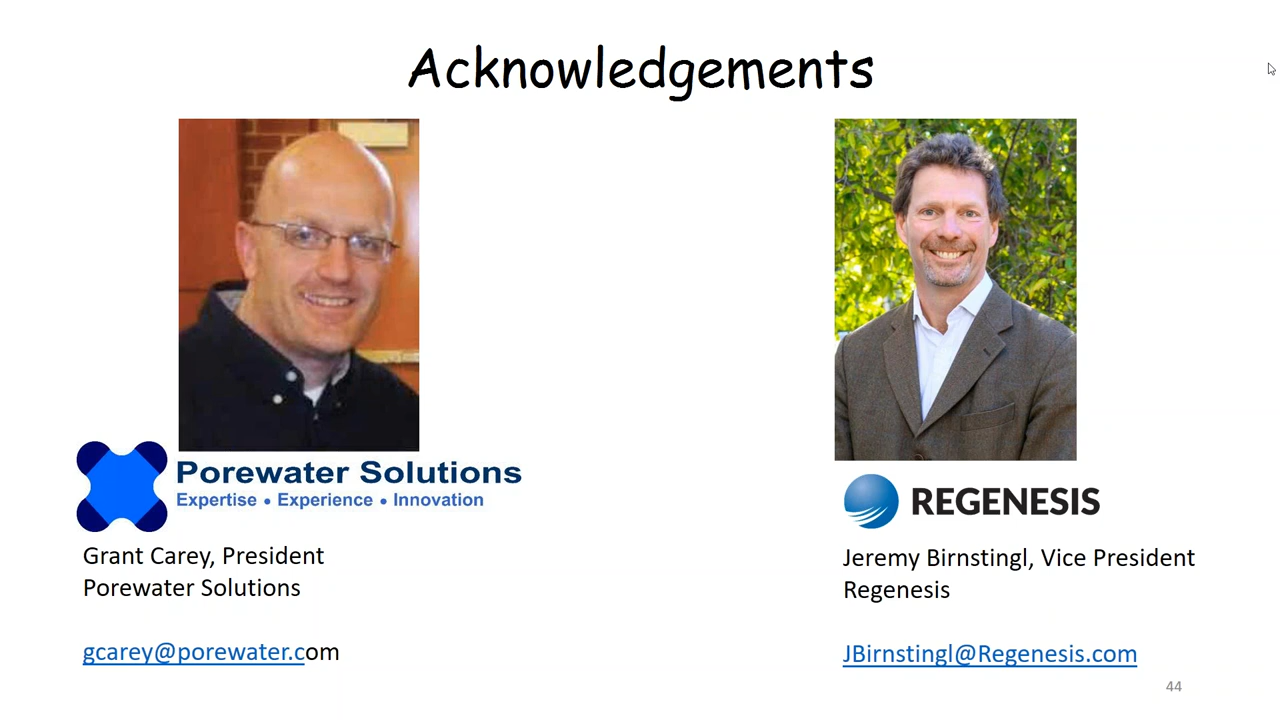 Acknowledgements
Porewater Solutions
Expertise • Experience • Innovation
Grant Carey, President
Porewater Solutions
gcarey@porewater.com
REGENESIS
Jeremy Birnstingl, Vice President
Regenesis
JBirnstingl@Regenesis.com
44